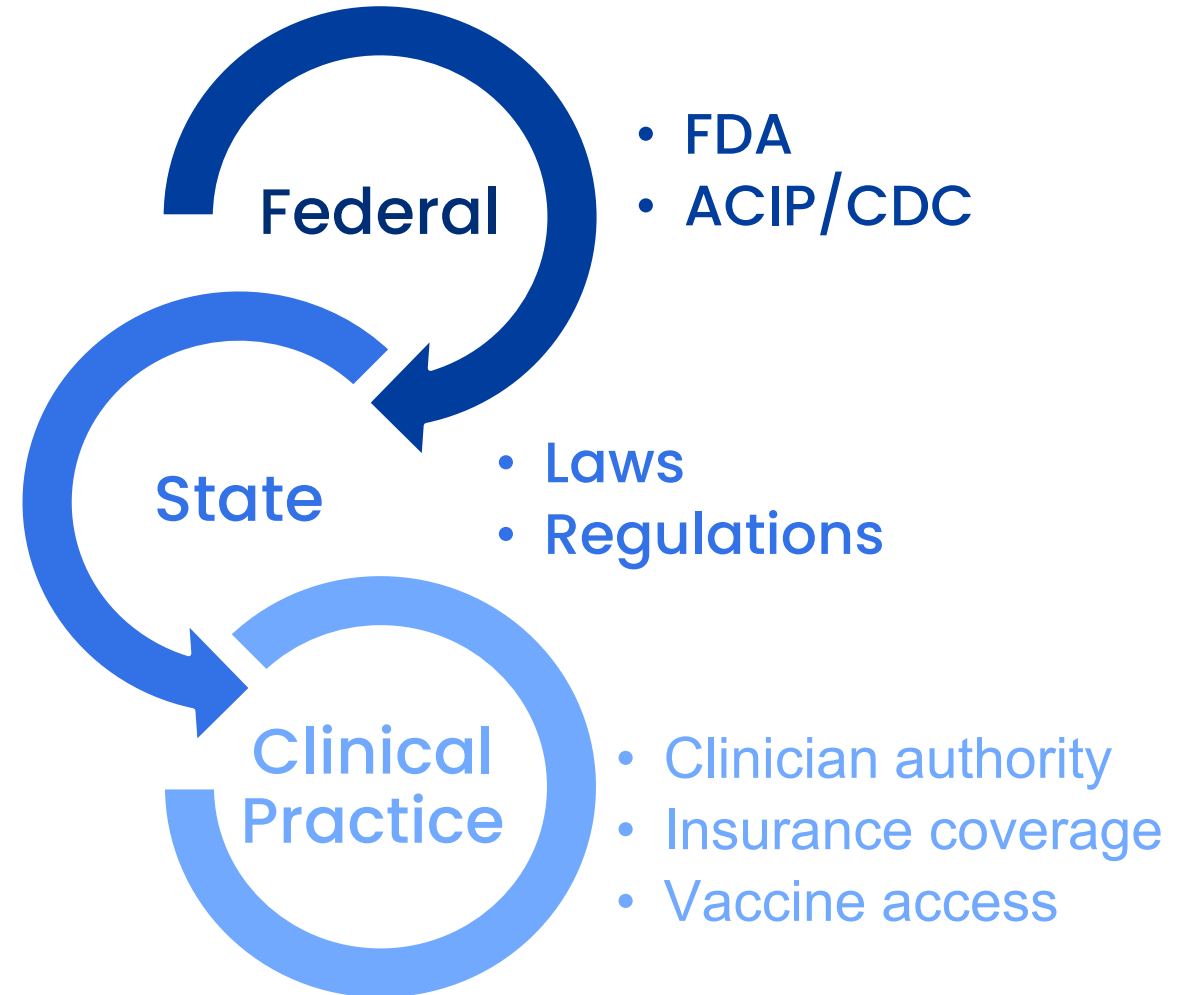 Federal
• FDA
• ACIP/CDC
State
• Laws
• Regulations
Clinical
Practice
• Clinician authority
• Insurance coverage
• Vaccine access